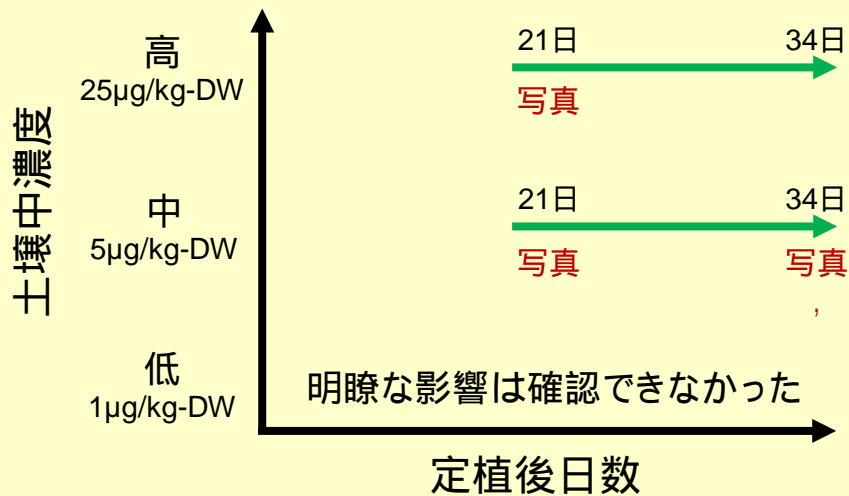 土壌中濃度
高
25μg/kg-DW
21日
34日
写真
中
5μg/kg-DW
21日
34日
写真
写真
,
低
1μg/kg-DW
明瞭な影響は確認できなかった
定植後日数